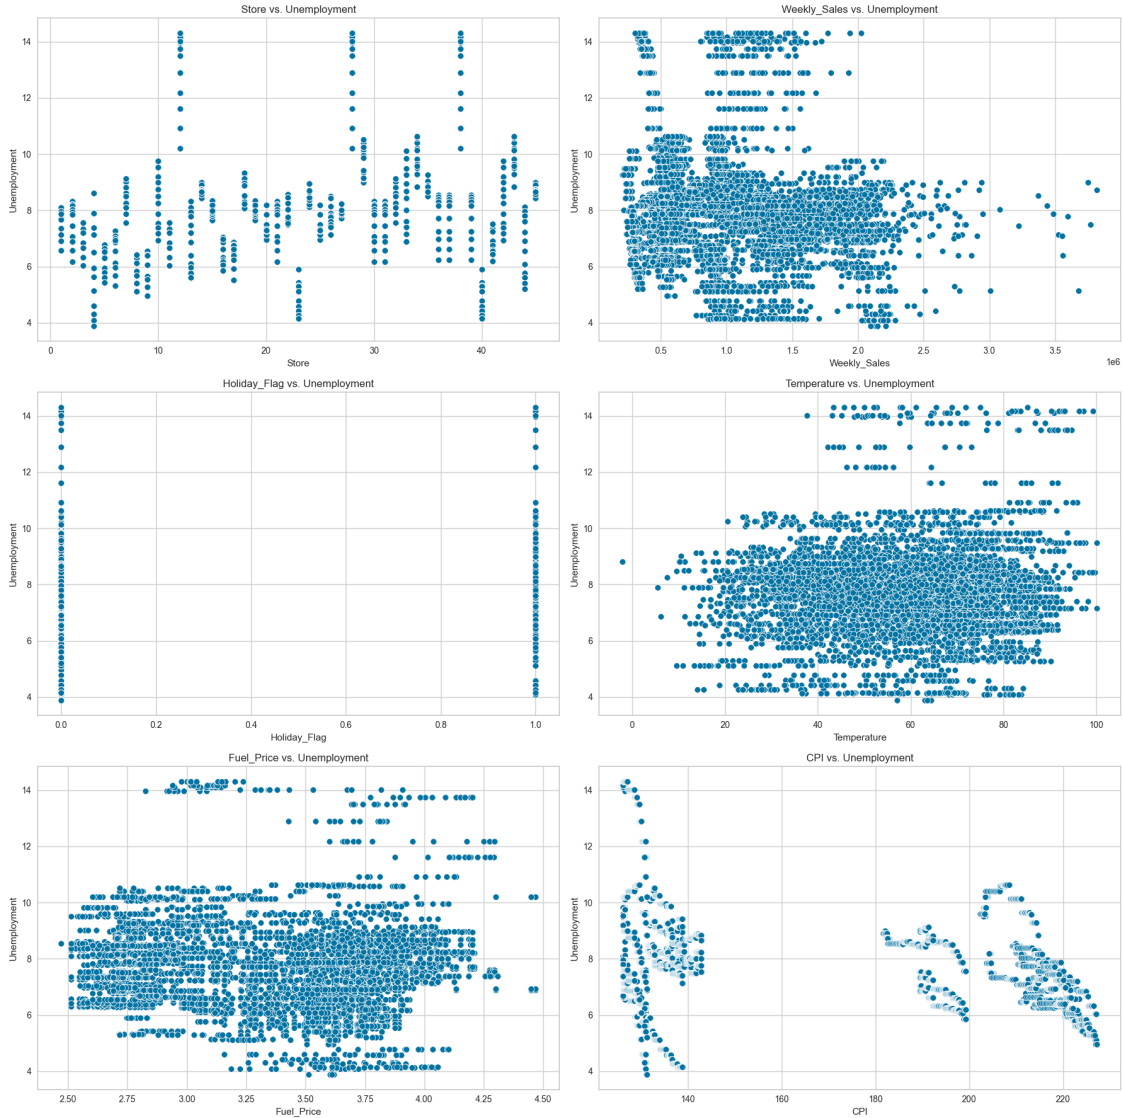 Store vs. Unemployment
Unemployment
14
12
10
8
6
4
0 10 20 30 40
Store
Weekly_Sales vs. Unemployment
Unemployment
14
12
10
8
6
4
0.5 1.0 1.5 2.0 2.5 3.0 3.5
1e6
Weekly_Sales
Holiday_Flag vs. Unemployment
Unemployment
14
12
10
8
6
4
0.0 0.2 0.4 0.6 0.8 1.0
Holiday_Flag
Temperature vs. Unemployment
Unemployment
14
12
10
8
6
4
0 20 40 60 80 100
Temperature
Fuel_Price vs. Unemployment
Unemployment
14
12
10
8
6
4
2.50 2.75 3.00 3.25 3.50 3.75 4.00 4.25 4.50
Fuel_Price
CPI vs. Unemployment
Unemployment
14
12
10
8
6
4
140 160 180 200 220
CPI